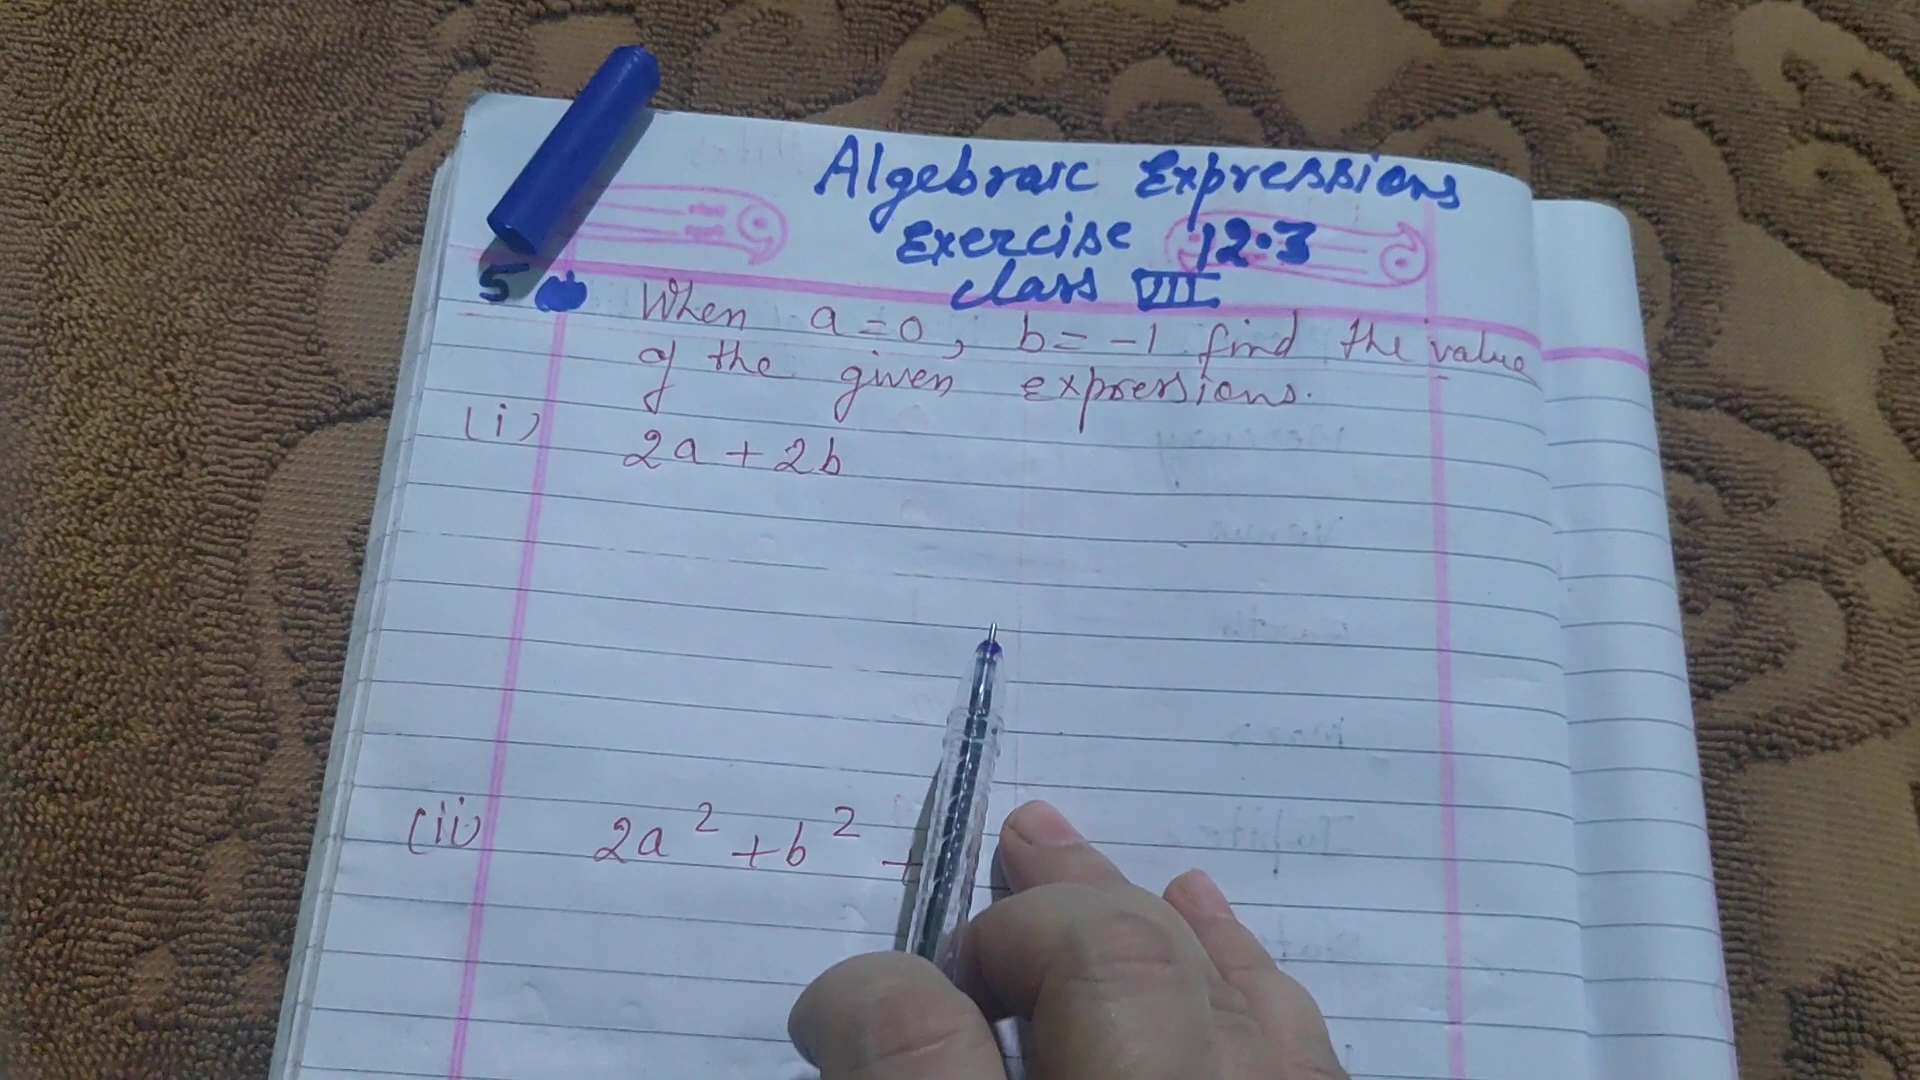 Algebraic Expressions
Exercise 12.3
class VII
5 When a=0, b= -1 find the value
of the given expressions.
(i) 2a+2b
(ii) 2a² +b² +